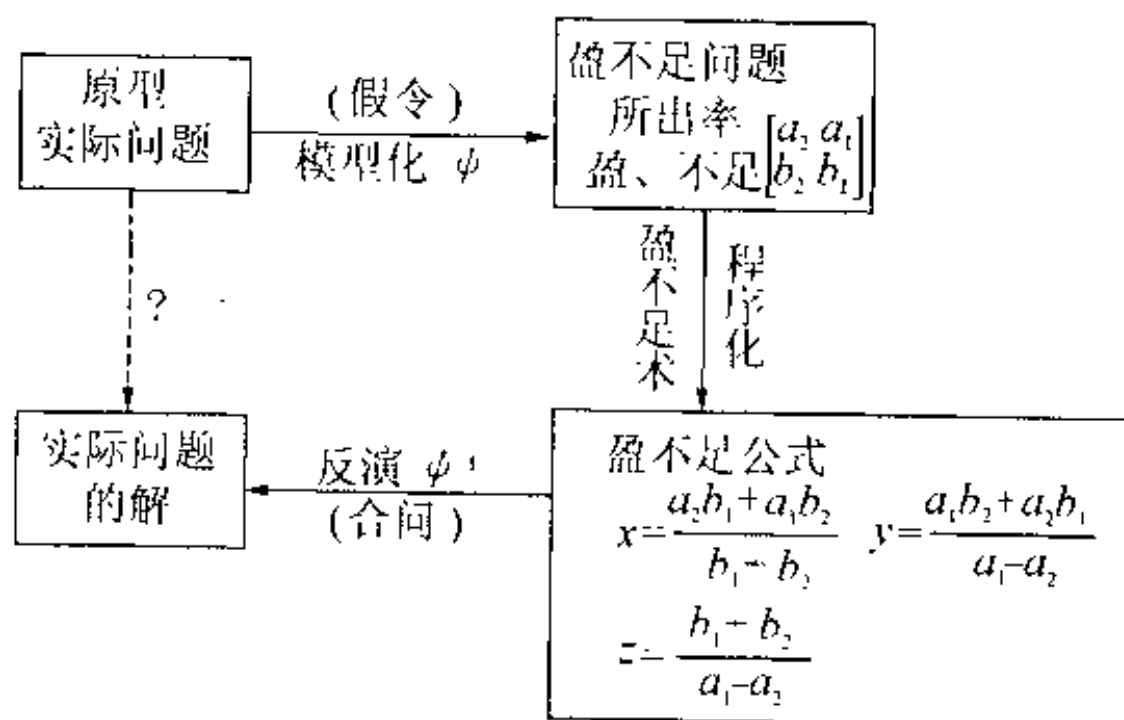 原型
实际问题
(假令)
模型化 ψ
盈不足问题
所出率
盈、不足
[a₂ a₁
b₂ b₁]
?
盈不足术
程序化
实际问题
的解
反演 ψ⁻¹
(合问)
盈不足公式
x=(a₂b₁+a₁b₂)/(b₁+b₂) y=(a₁b₂+a₂b₁)/(a₁-a₂)
z=(b₁+b₂)/(a₁-a₂)